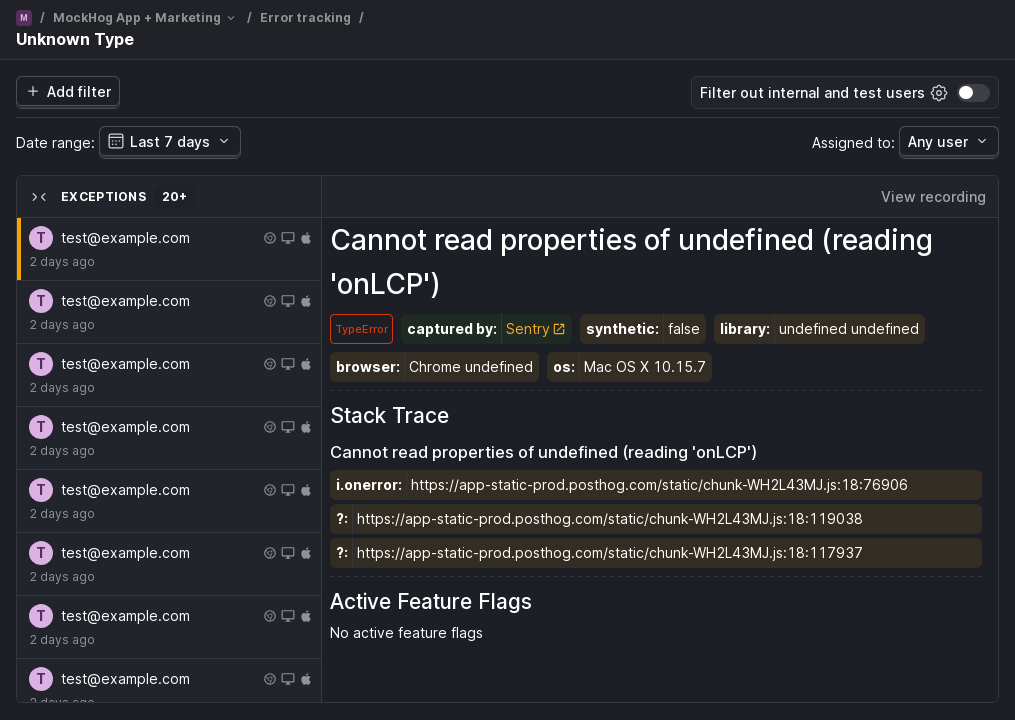 M / MockHog App + Marketing / Error tracking /
Unknown Type
Add filter
Filter out internal and test users
Date range: Last 7 days
Assigned to: Any user
EXCEPTIONS 20+
View recording
T test@example.com
2 days ago
T test@example.com
2 days ago
T test@example.com
2 days ago
T test@example.com
2 days ago
T test@example.com
2 days ago
T test@example.com
2 days ago
T test@example.com
2 days ago
T test@example.com
2 days ago
Cannot read properties of undefined (reading
'onLCP')
TypeError captured by: Sentry synthetic: false library: undefined undefined
browser: Chrome undefined os: Mac OS X 10.15.7
Stack Trace
Cannot read properties of undefined (reading 'onLCP')
i.onerror: https://app-static-prod.posthog.com/static/chunk-WH2L43MJ.js:18:76906
?: https://app-static-prod.posthog.com/static/chunk-WH2L43MJ.js:18:119038
?: https://app-static-prod.posthog.com/static/chunk-WH2L43MJ.js:18:117937
Active Feature Flags
No active feature flags